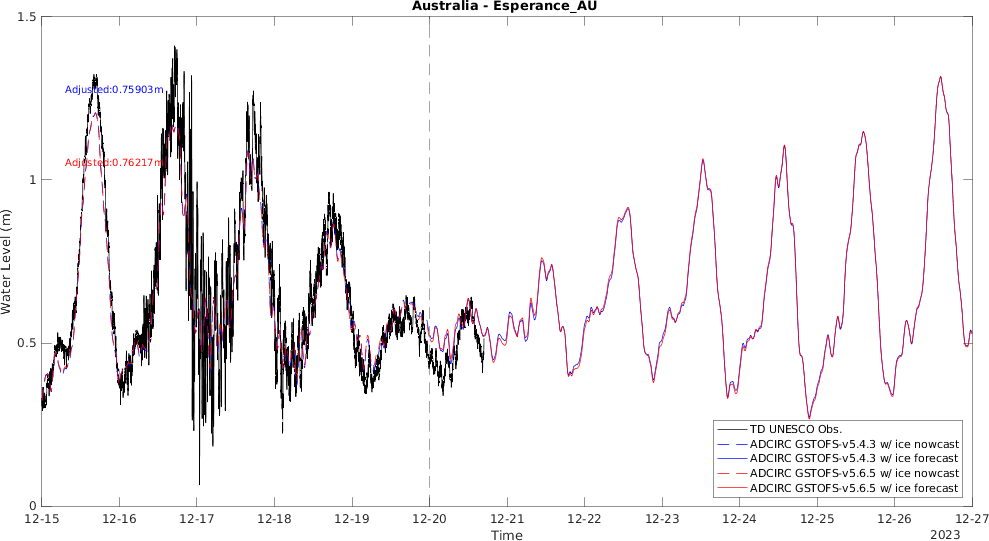 Australia - Esperance_AU
1.5
1
0.5
0
Water Level (m)
Adjusted:0.75903m
Adjusted:0.76217m
TD UNESCO Obs.
ADCIRC GSTOFS-v5.4.3 w/ ice nowcast
ADCIRC GSTOFS-v5.4.3 w/ ice forecast
ADCIRC GSTOFS-v5.6.5 w/ ice nowcast
ADCIRC GSTOFS-v5.6.5 w/ ice forecast
12-15 12-16 12-17 12-18 12-19 12-20 12-21 12-22 12-23 12-24 12-25 12-26 12-27
Time
2023